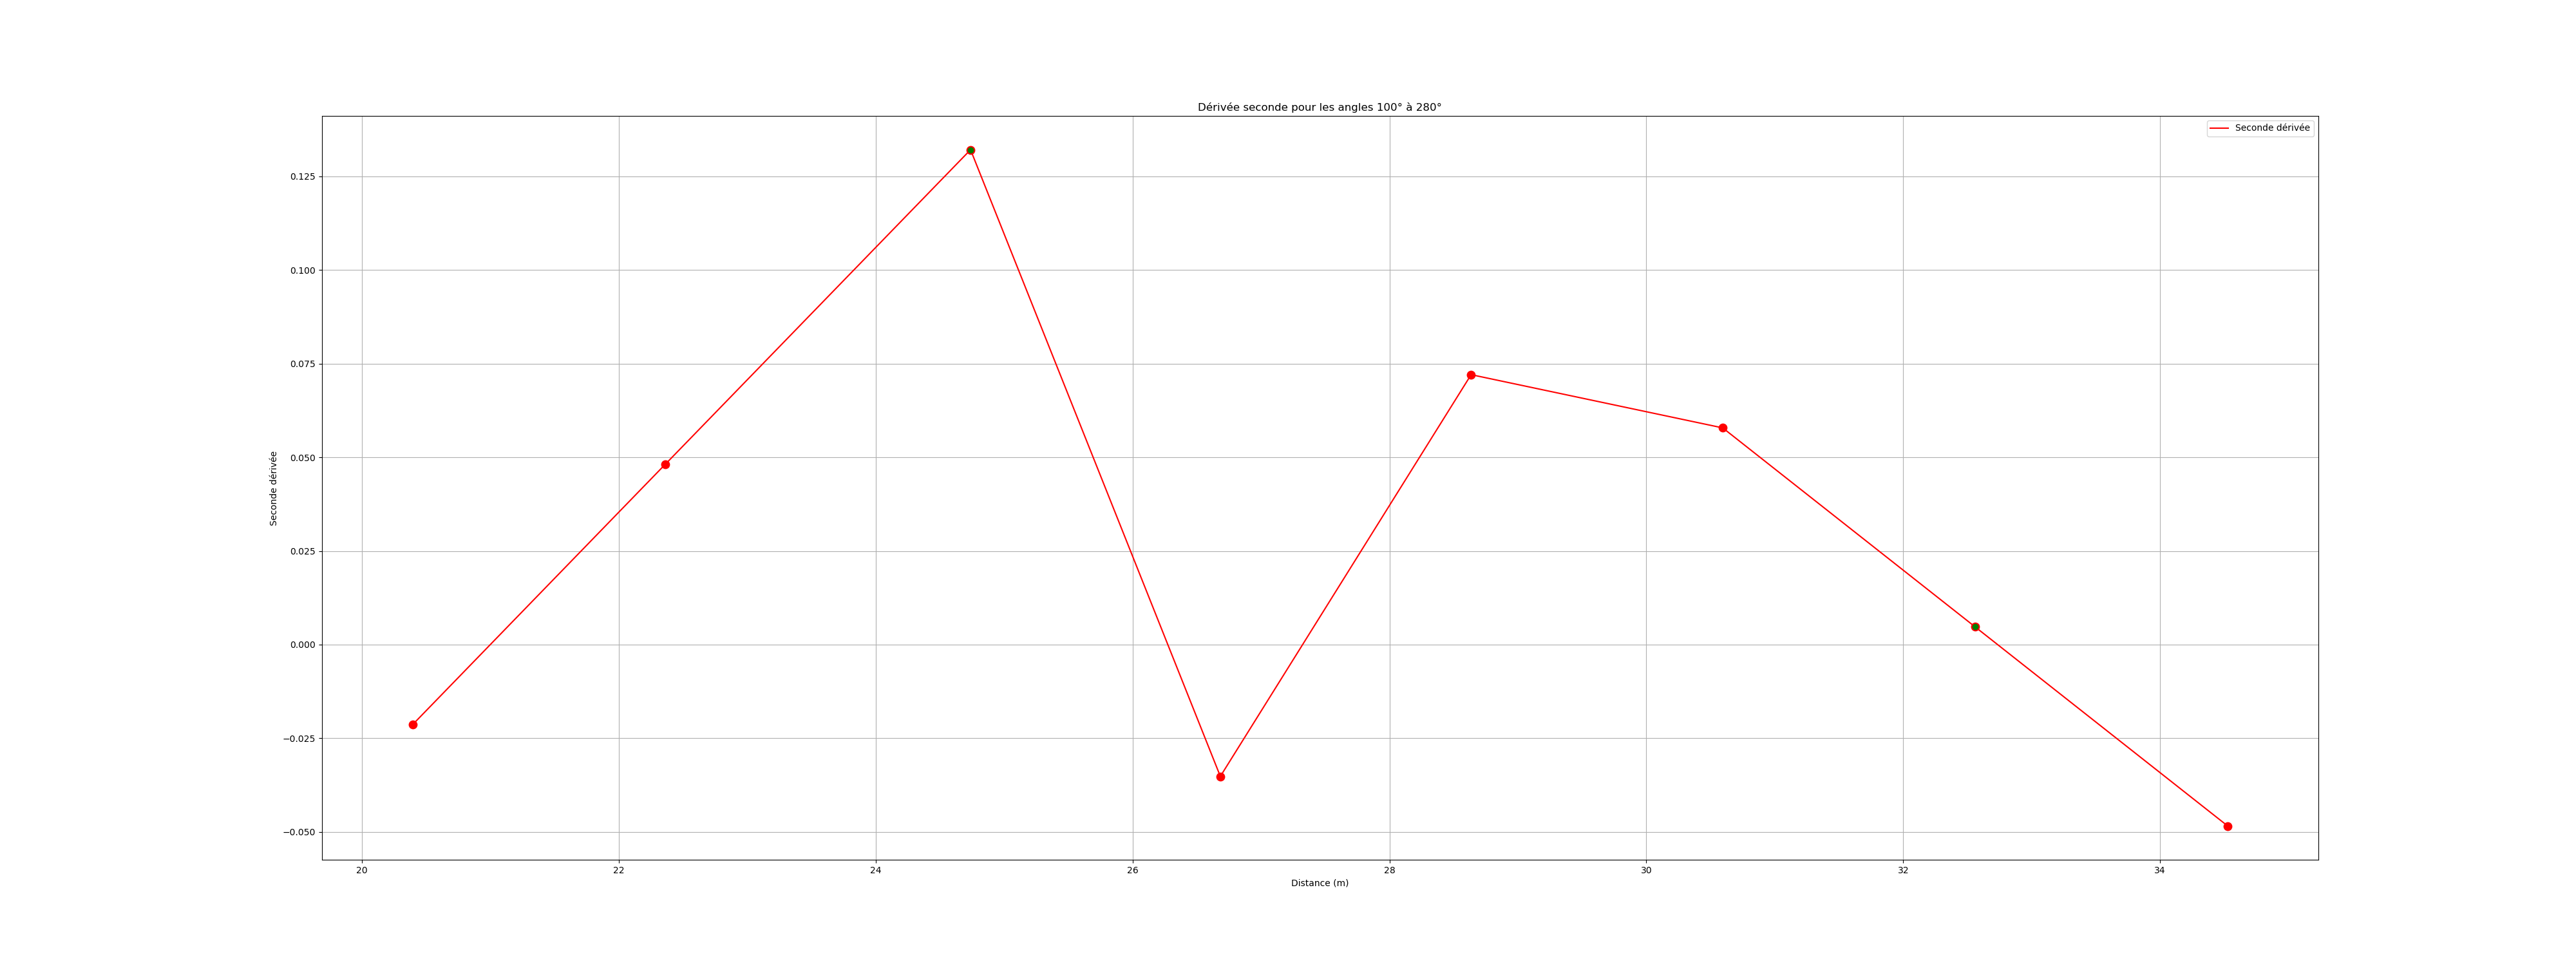 Dérivée seconde pour les angles 100° à 280°
Seconde dérivée
0.125
0.100
0.075
0.050
0.025
0.000
−0.025
−0.050
Seconde dérivée
20 22 24 26 28 30 32 34
Distance (m)